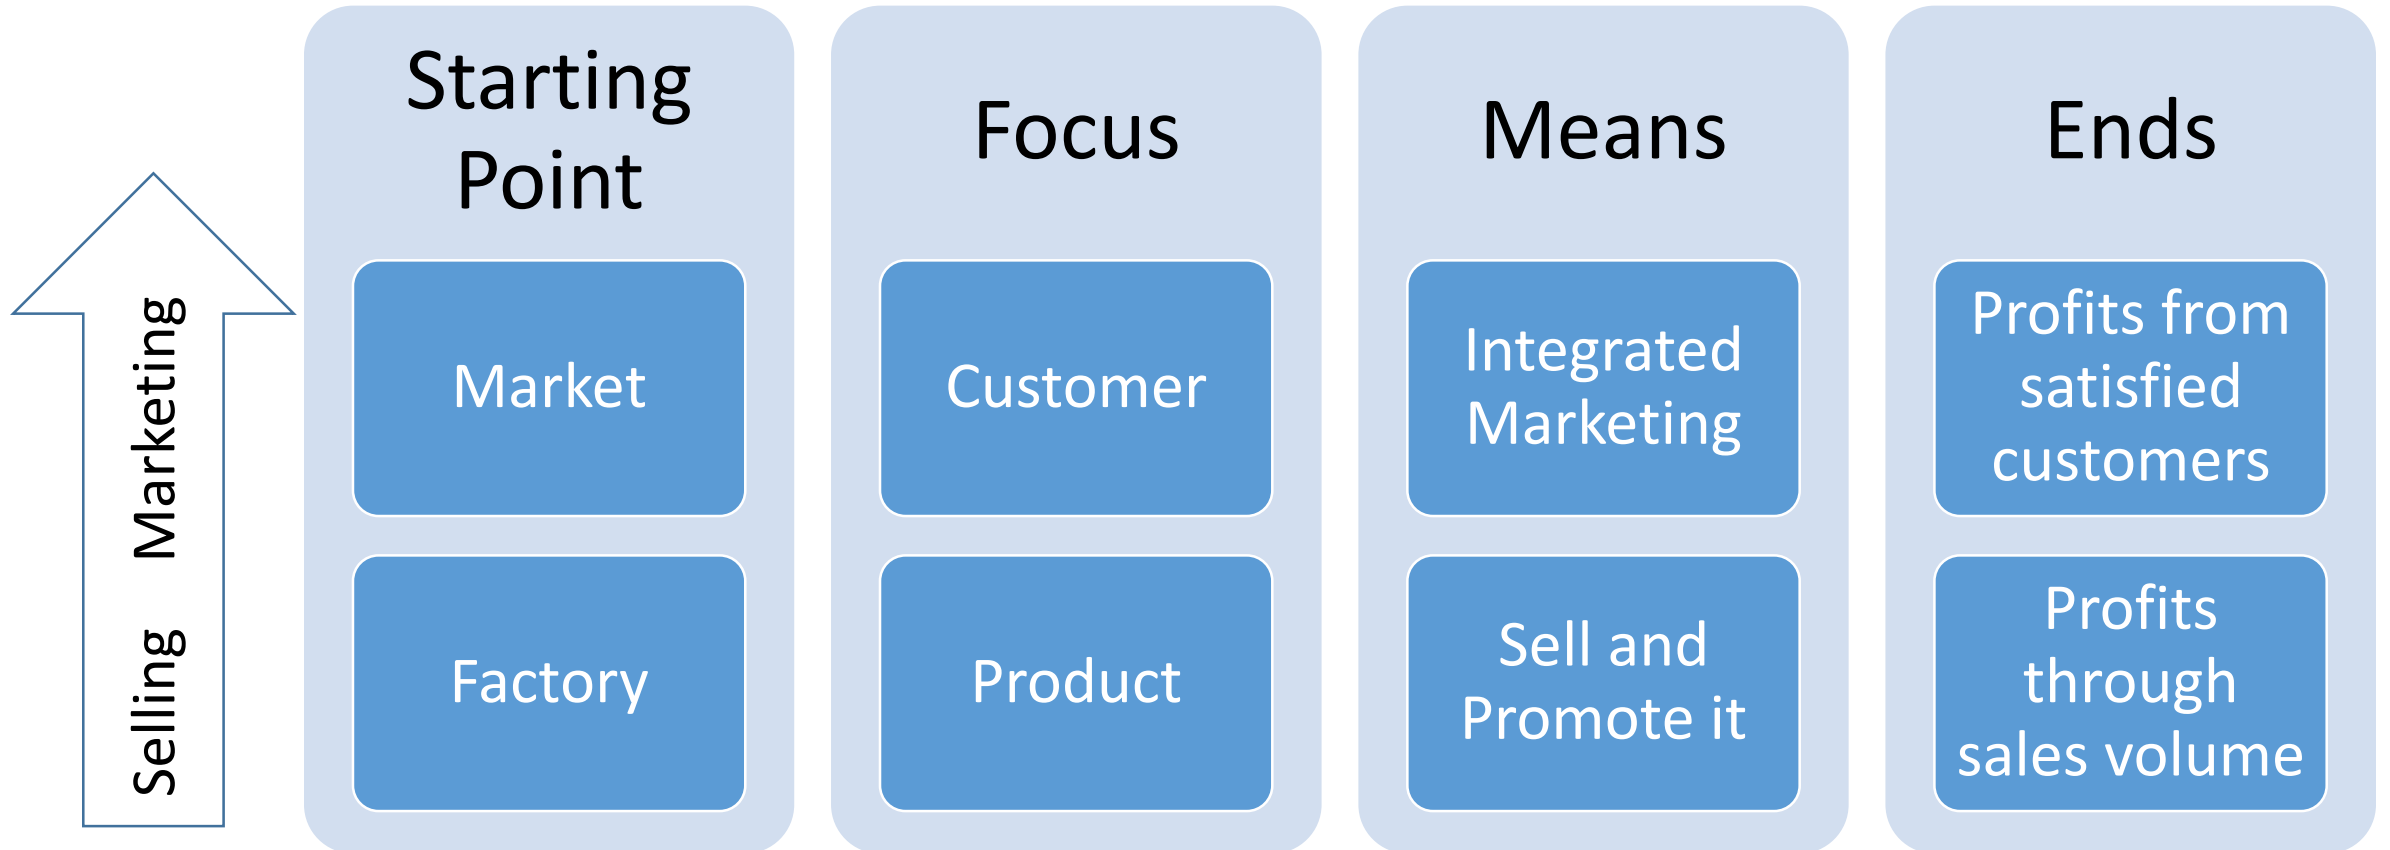 Starting
Point
Focus
Means
Ends
Marketing
Market
Customer
Integrated
Marketing
Profits from
satisfied
customers
Selling
Factory
Product
Sell and
Promote it
Profits
through
sales volume